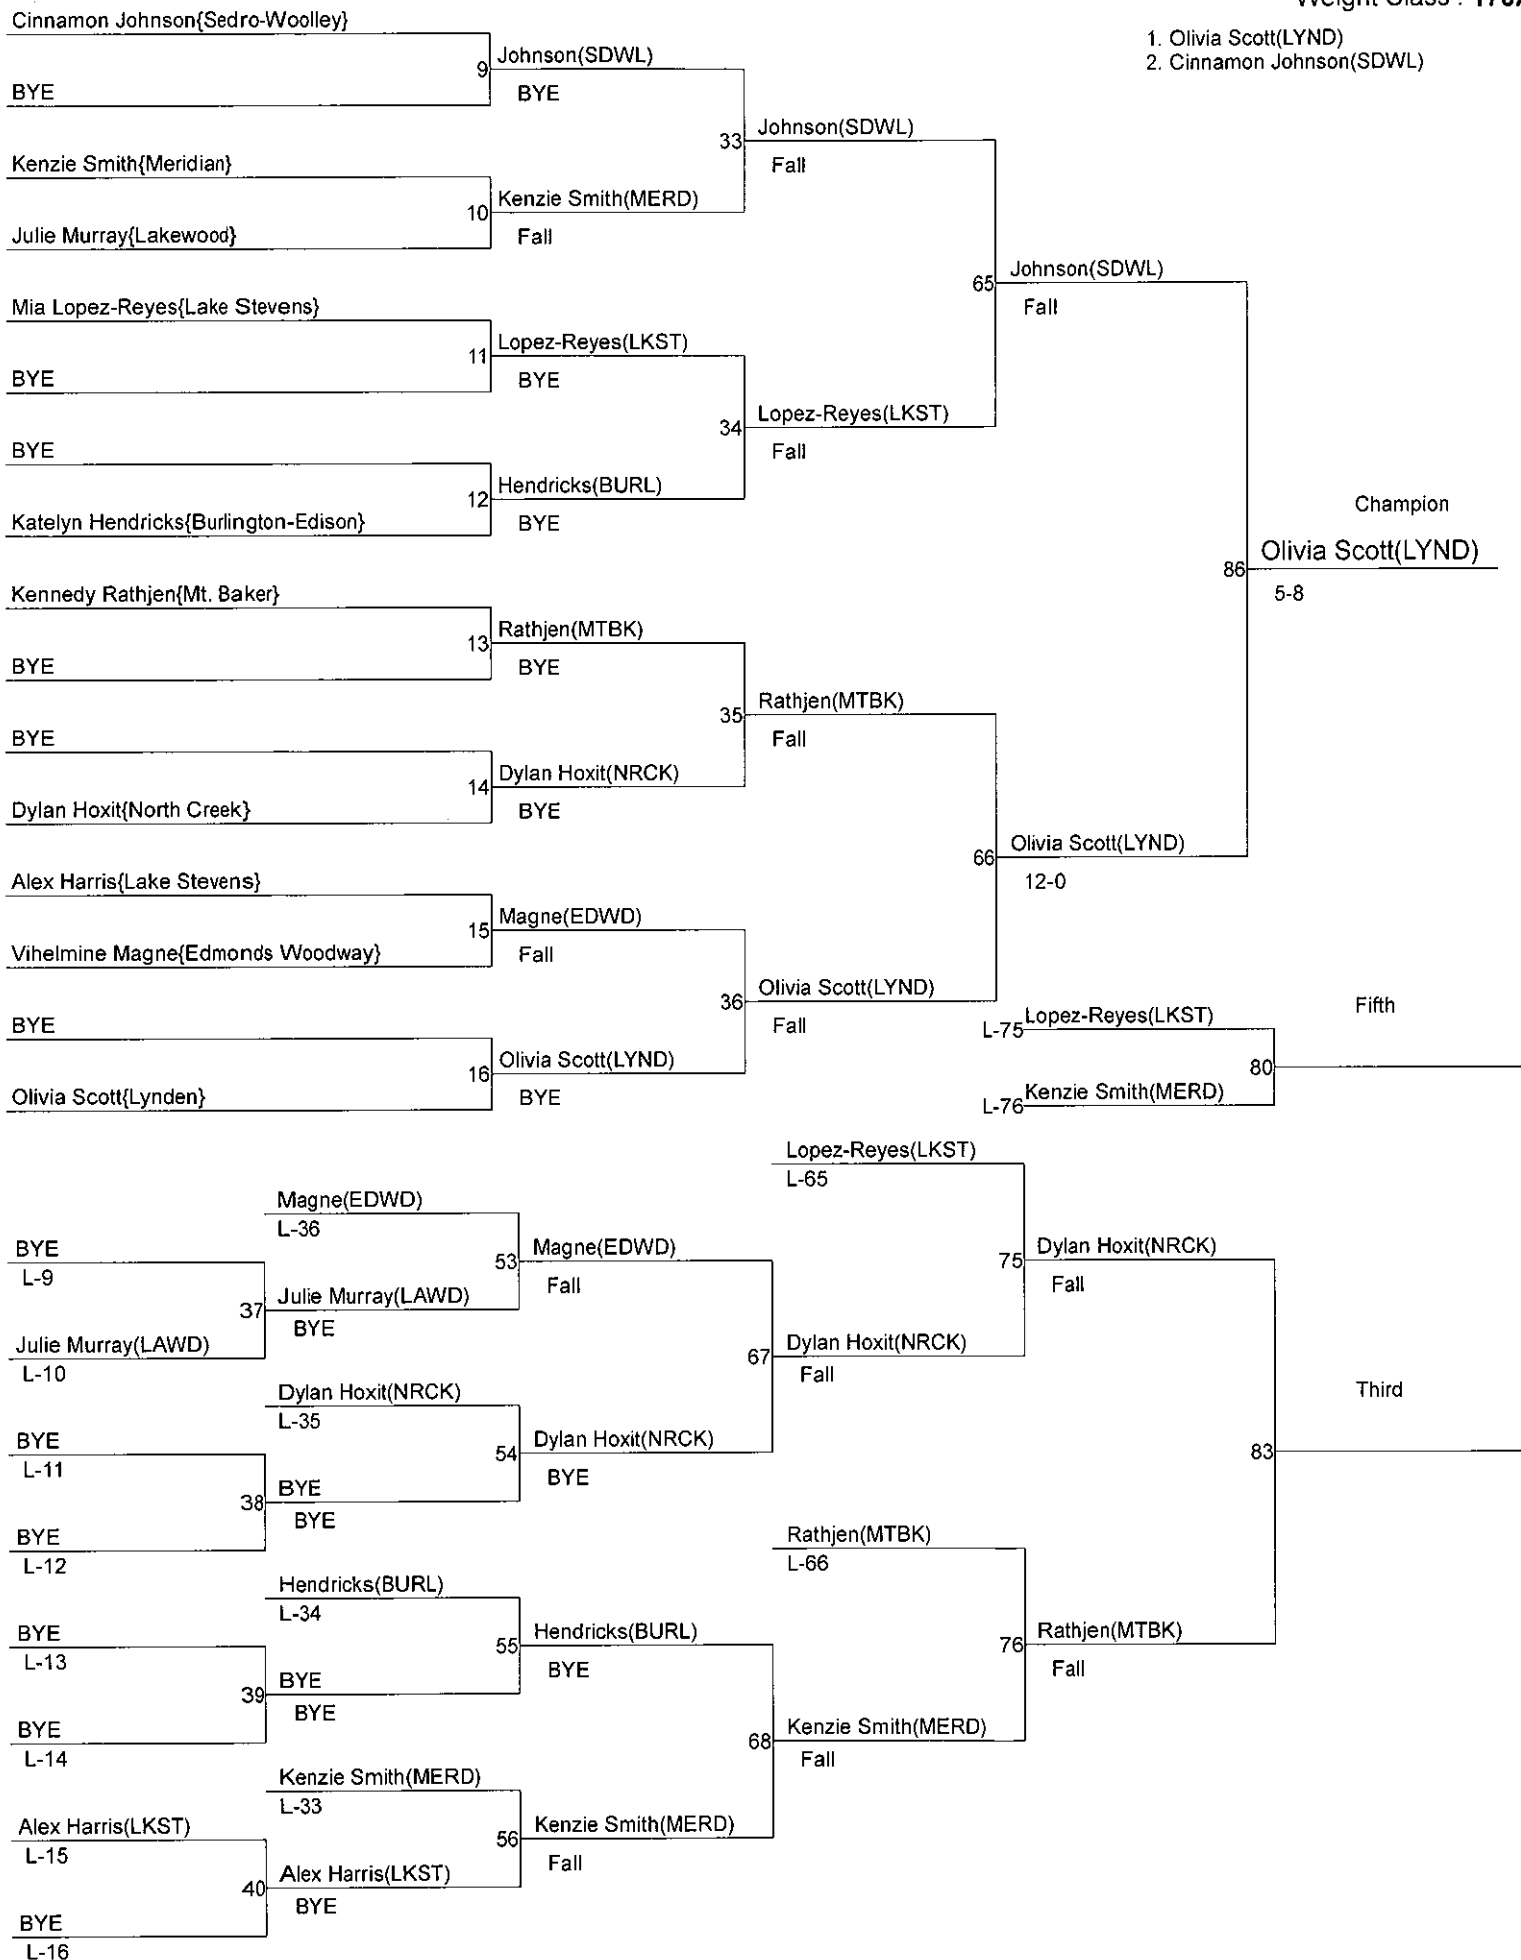 Weight Class :
1. Olivia Scott(LYND)
2. Cinnamon Johnson(SDWL)
Cinnamon Johnson{Sedro-Woolley}
9
Johnson(SDWL)
BYE
BYE
33
Johnson(SDWL)
Fall
Kenzie Smith{Meridian}
10
Kenzie Smith(MERD)
Fall
Julie Murray{Lakewood}
65
Johnson(SDWL)
Fall
Mia Lopez-Reyes{Lake Stevens}
11
Lopez-Reyes(LKST)
BYE
BYE
34
Lopez-Reyes(LKST)
Fall
BYE
12
Hendricks(BURL)
BYE
Katelyn Hendricks{Burlington-Edison}
Champion
86
Olivia Scott(LYND)
5-8
Kennedy Rathjen{Mt. Baker}
13
Rathjen(MTBK)
BYE
BYE
35
Rathjen(MTBK)
Fall
BYE
14
Dylan Hoxit(NRCK)
BYE
Dylan Hoxit{North Creek}
66
Olivia Scott(LYND)
12-0
Alex Harris{Lake Stevens}
15
Magne(EDWD)
Fall
Vihelmine Magne{Edmonds Woodway}
36
Olivia Scott(LYND)
Fall
BYE
16
Olivia Scott(LYND)
BYE
Olivia Scott{Lynden}
Fifth
L-75
Lopez-Reyes(LKST)
80
L-76
Kenzie Smith(MERD)
Lopez-Reyes(LKST)
L-65
Magne(EDWD)
L-36
53
Magne(EDWD)
Fall
BYE
L-9
37
Julie Murray(LAWD)
BYE
Julie Murray(LAWD)
L-10
75
Dylan Hoxit(NRCK)
Fall
67
Dylan Hoxit(NRCK)
Fall
Dylan Hoxit(NRCK)
L-35
54
Dylan Hoxit(NRCK)
BYE
BYE
L-11
38
BYE
BYE
BYE
L-12
Third
83
Rathjen(MTBK)
L-66
Hendricks(BURL)
L-34
55
Hendricks(BURL)
BYE
BYE
L-13
39
BYE
BYE
BYE
L-14
76
Rathjen(MTBK)
Fall
68
Kenzie Smith(MERD)
Fall
Kenzie Smith(MERD)
L-33
56
Kenzie Smith(MERD)
Fall
Alex Harris(LKST)
L-15
40
Alex Harris(LKST)
BYE
BYE
L-16